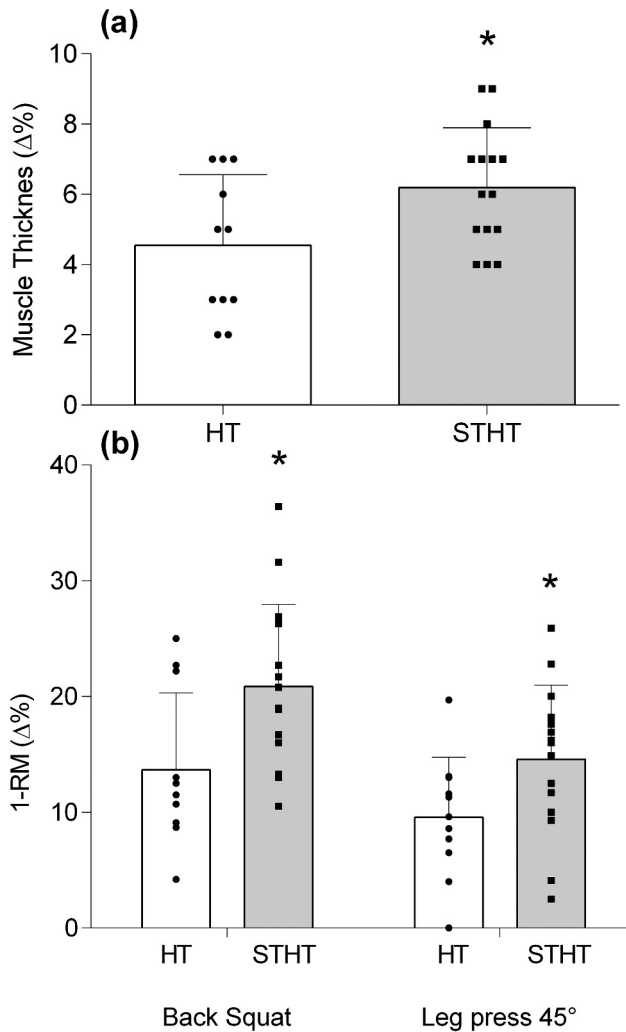 (a)
*
10
8
6
4
2
0
Muscle Thicknes (Δ%)
HT STHT
(b)
*
*
40
30
20
10
0
1-RM (Δ%)
HT STHT HT STHT
Back Squat Leg press 45°